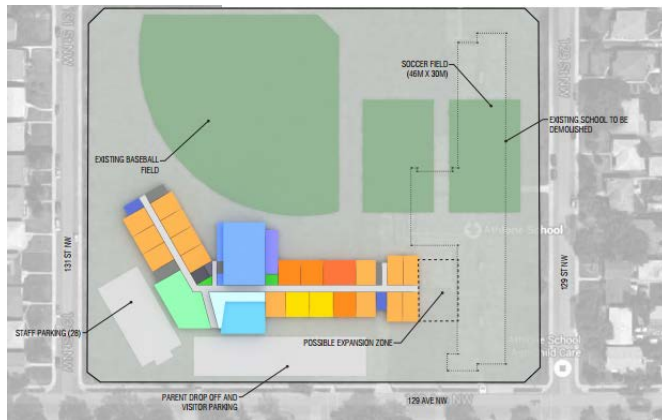 SOCCER FIELD
(46M X 30M)
EXISTING SCHOOL TO BE
DEMOLISHED
EXISTING BASEBALL
FIELD
131 ST NW
129 ST NW
STAFF PARKING (28)
POSSIBLE EXPANSION ZONE
PARENT DROP OFF AND
VISITOR PARKING
129 AVE NW
School
School
Care